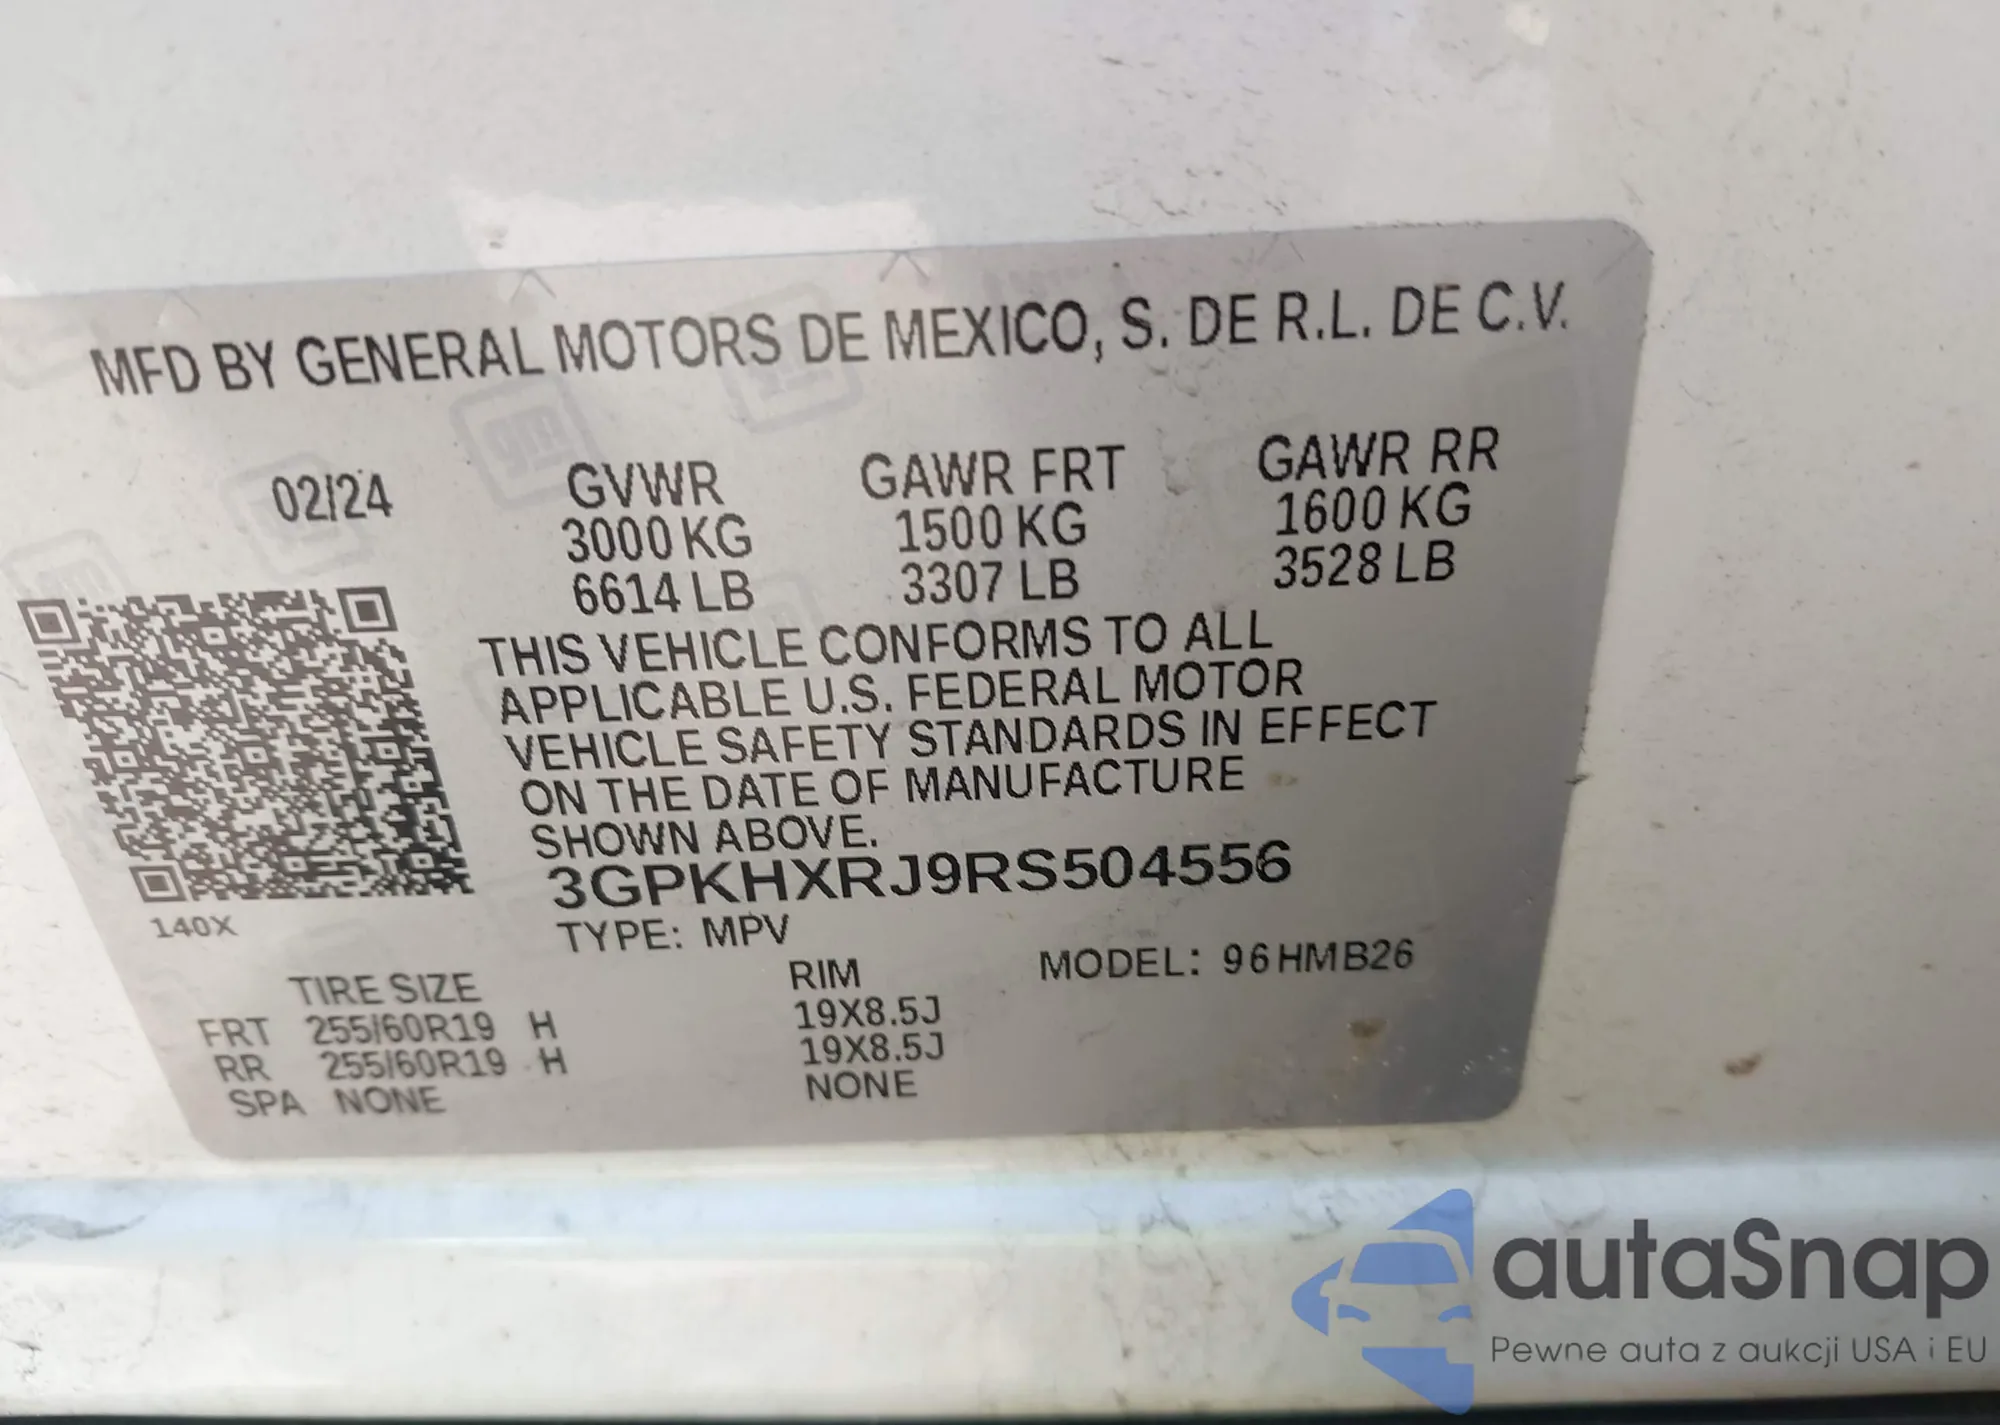 MFD BY GENERAL MOTORS DE MEXICO, S. DE R.L. DE C.V.
02/24 GVWR GAWR FRT GAWR RR
3000 KG 1500 KG 1600 KG
6614 LB 3307 LB 3528 LB
THIS VEHICLE CONFORMS TO ALL
APPLICABLE U.S. FEDERAL MOTOR
VEHICLE SAFETY STANDARDS IN EFFECT
ON THE DATE OF MANUFACTURE
SHOWN ABOVE.
3GPKHXRJ9RS504556
140X
TYPE: MPV
TIRE SIZE RIM MODEL: 96HMB26
FRT 255/60R19 H 19X8.5J
RR 255/60R19 H 19X8.5J
SPA NONE NONE
autaSnap
Pewne auta z aukcji USA i EU